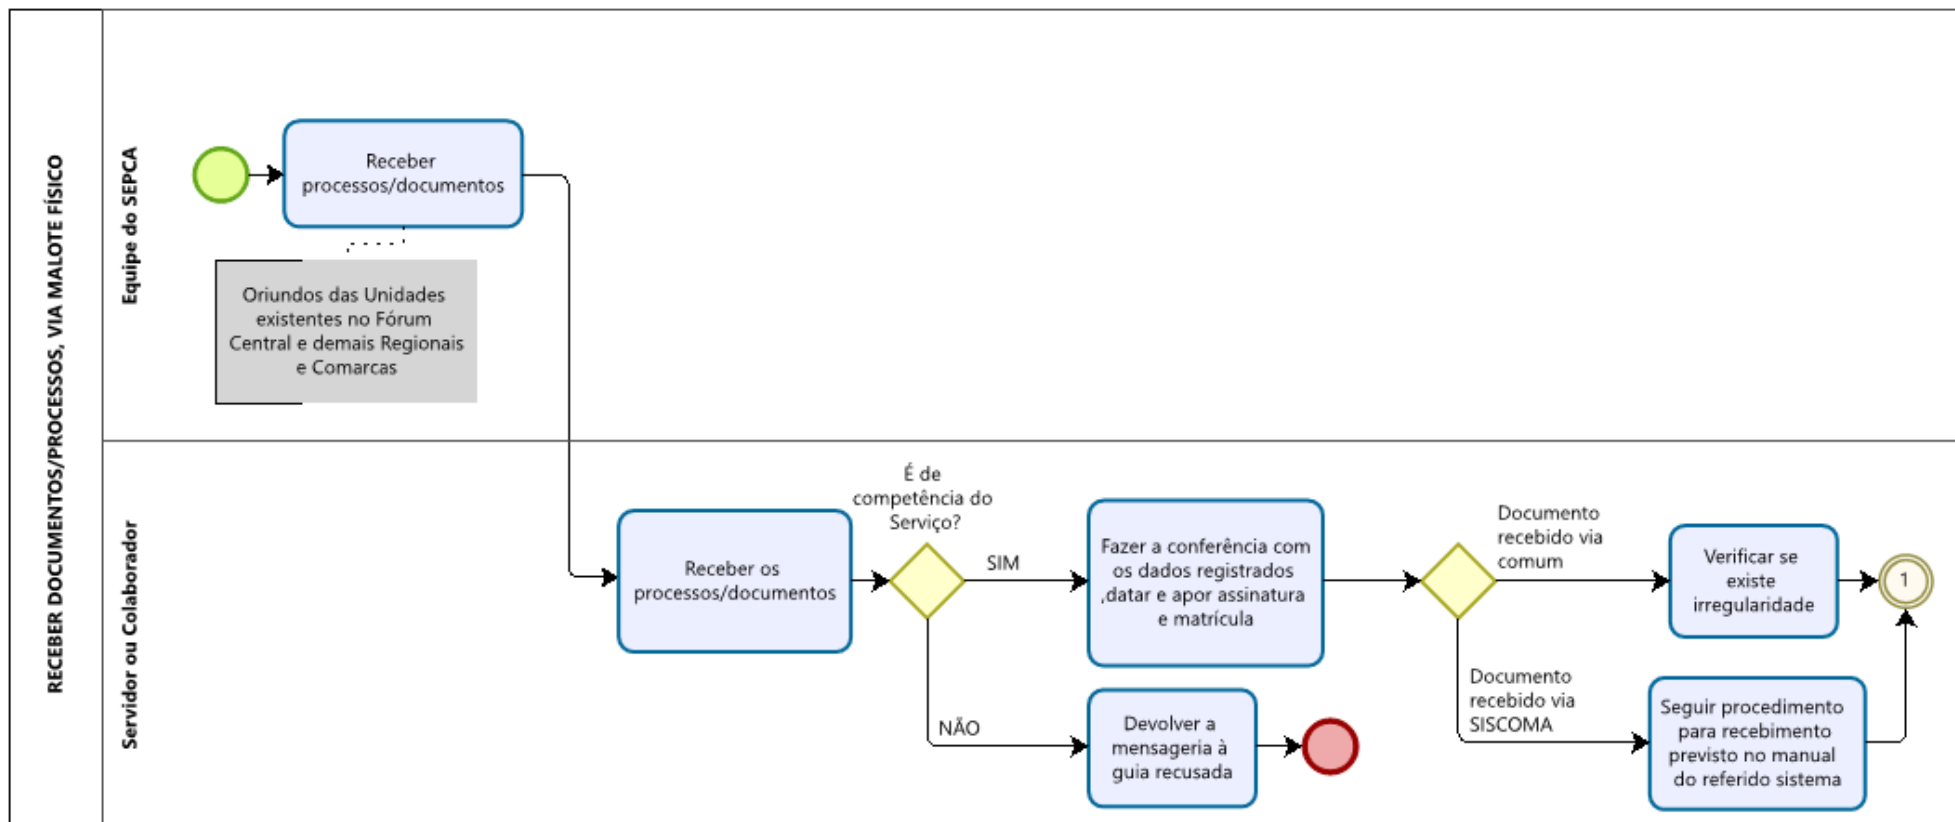 RECEBER DOCUMENTOS/PROCESSOS, VIA MALOTE FÍSICO
Equipe do SEPCA
Receber
processos/documentos
Oriundos das Unidades
existentes no Fórum
Central e demais Regionais
e Comarcas
Servidor ou Colaborador
Receber os
processos/documentos
É de
competência do
Serviço?
SIM
NÃO
Fazer a conferência com
os dados registrados
,datar e apor assinatura
e matrícula
Devolver a
mensageria à
guia recusada
Documento
recebido via
comum
Verificar se
existe
irregularidade
1
Documento
recebido via
SISCOMA
Seguir procedimento
para recebimento
previsto no manual
do referido sistema